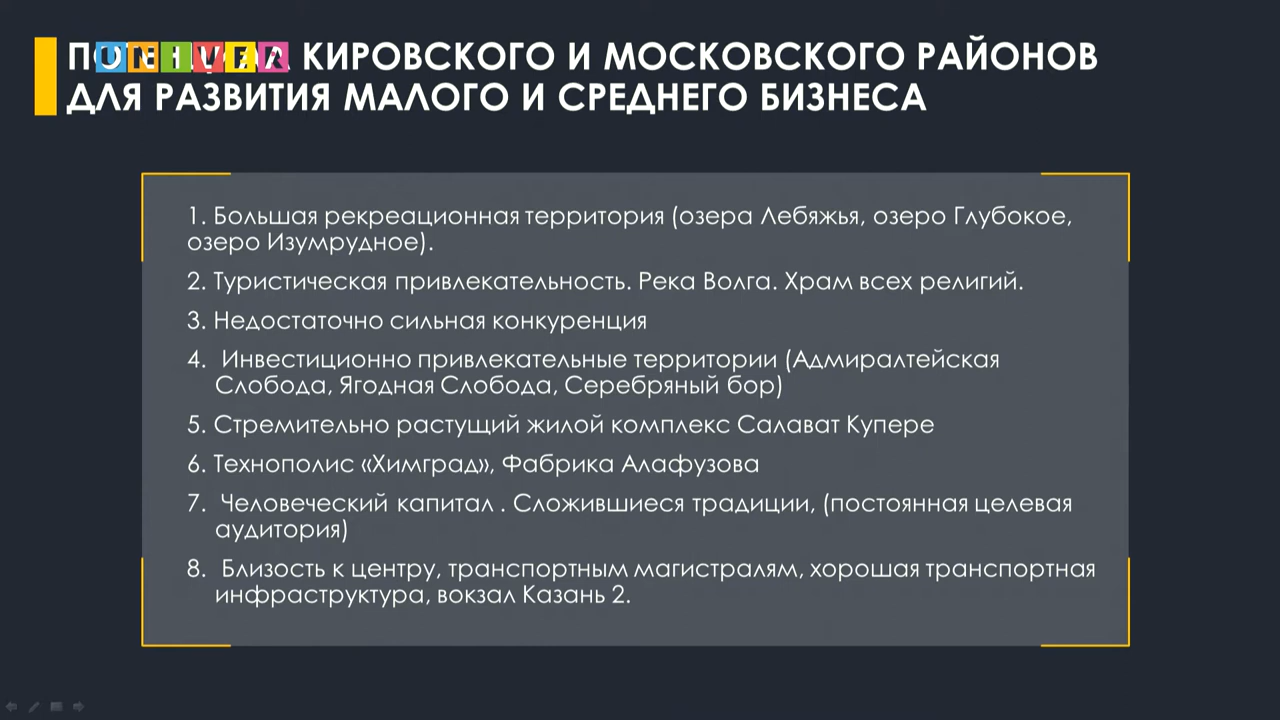 UNIVER
КИРОВСКОГО И МОСКОВСКОГО РАЙОНОВ
ДЛЯ РАЗВИТИЯ МАЛОГО И СРЕДНЕГО БИЗНЕСА
1. Большая рекреационная территория (озера Лебяжья, озеро Глубокое,
озеро Изумрудное).
2. Туристическая привлекательность. Река Волга. Храм всех религий.
3. Недостаточно сильная конкуренция
4. Инвестиционно привлекательные территории (Адмиралтейская
Слобода, Ягодная Слобода, Серебряный бор)
5. Стремительно растущий жилой комплекс Салават Купере
6. Технополис «Химград», Фабрика Алафузова
7. Человеческий капитал . Сложившиеся традиции, (постоянная целевая
аудитория)
8. Близость к центру, транспортным магистралям, хорошая транспортная
инфраструктура, вокзал Казань 2.